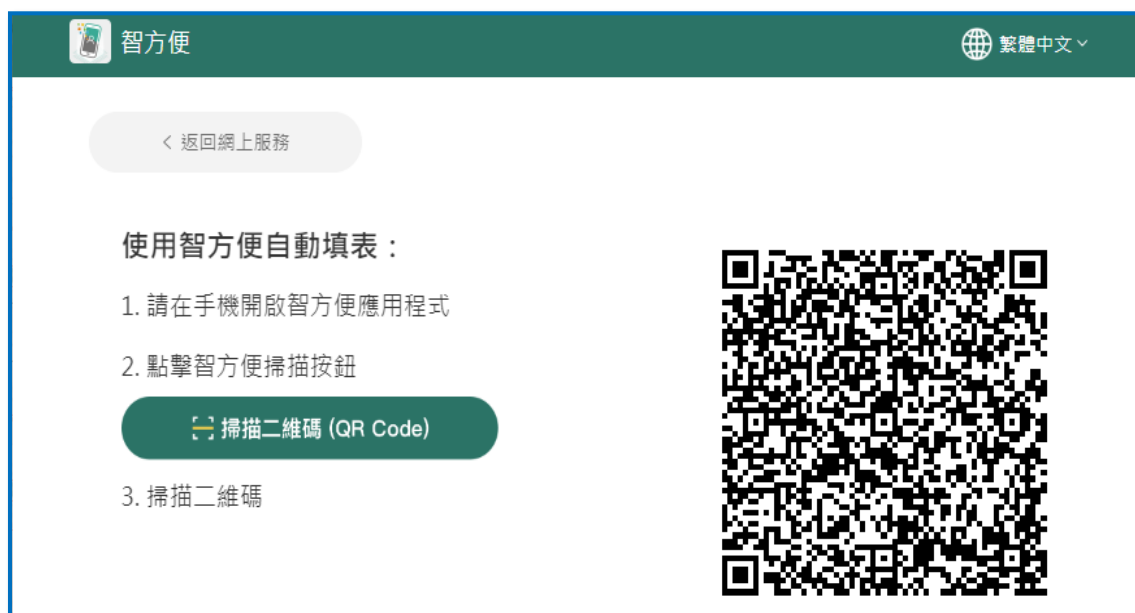 智方便
繁體中文
返回網上服務
使用智方便自動填表：
1. 請在手機開啟智方便應用程式
2. 點擊智方便掃描按鈕
掃描二維碼 (QR Code)
3. 掃描二維碼